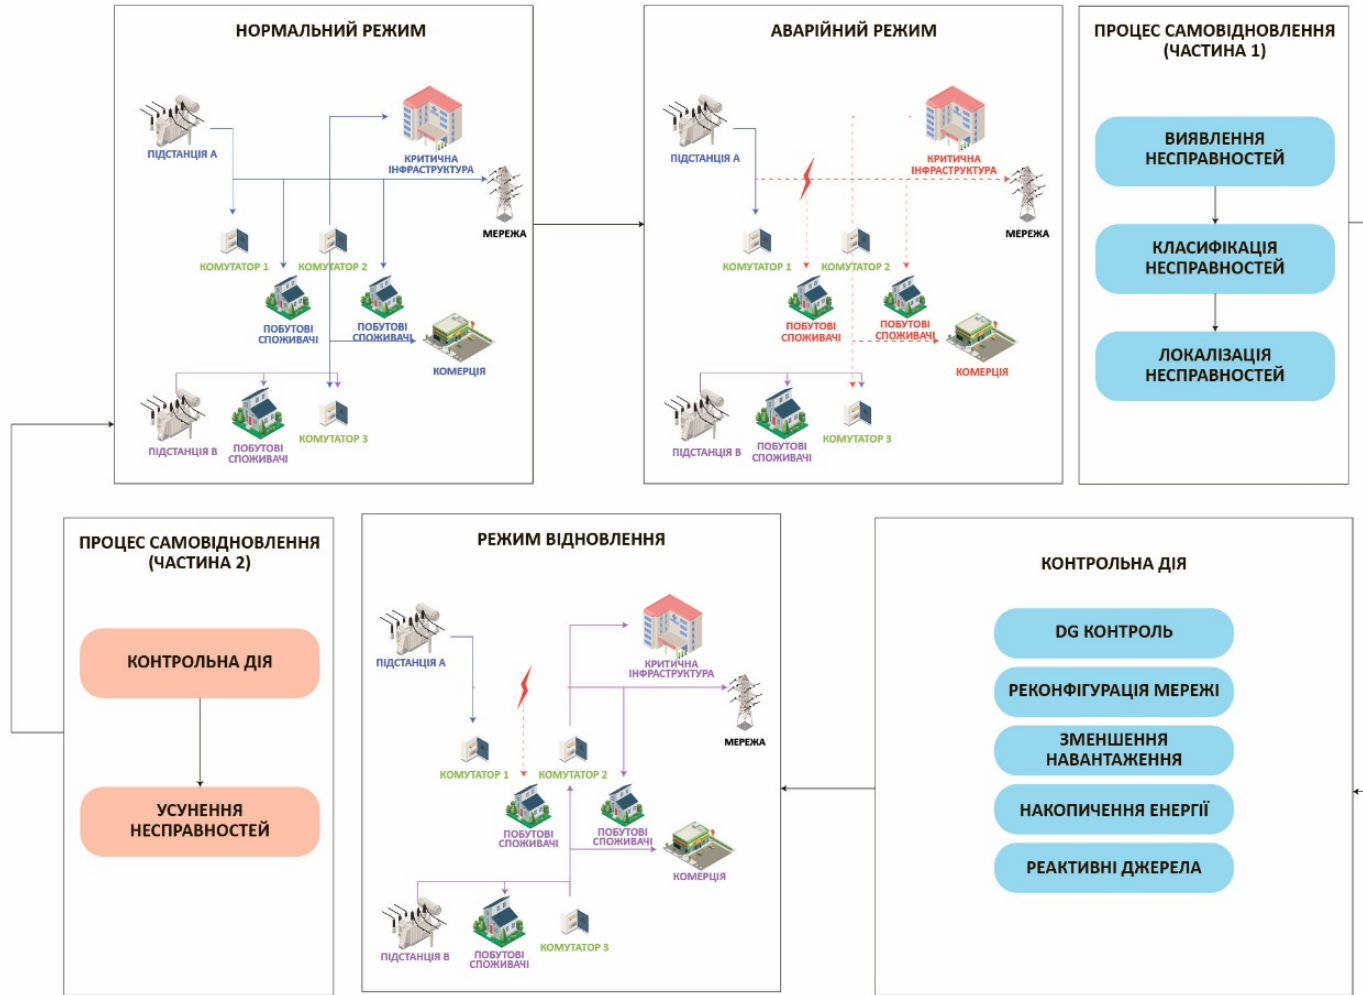 НОРМАЛЬНИЙ РЕЖИМ
ПІДСТАНЦІЯ А
КРИТИЧНА
ІНФРАСТРУКТУРА
МЕРЕЖА
КОМУТАТОР 1
КОМУТАТОР 2
ПОБУТОВІ
СПОЖИВАЧІ
ПОБУТОВІ
СПОЖИВАЧІ
КОМЕРЦІЯ
ПІДСТАНЦІЯ В
ПОБУТОВІ
СПОЖИВАЧІ
КОМУТАТОР 3
АВАРІЙНИЙ РЕЖИМ
ПІДСТАНЦІЯ А
КРИТИЧНА
ІНФРАСТРУКТУРА
МЕРЕЖА
КОМУТАТОР 1
КОМУТАТОР 2
ПОБУТОВІ
СПОЖИВАЧІ
ПОБУТОВІ
СПОЖИВАЧІ
КОМЕРЦІЯ
ПІДСТАНЦІЯ В
ПОБУТОВІ
СПОЖИВАЧІ
КОМУТАТОР 3
ПРОЦЕС САМОВІДНОВЛЕННЯ
(ЧАСТИНА 1)
ВИЯВЛЕННЯ
НЕСПРАВНОСТЕЙ
КЛАСИФІКАЦІЯ
НЕСПРАВНОСТЕЙ
ЛОКАЛІЗАЦІЯ
НЕСПРАВНОСТЕЙ
ПРОЦЕС САМОВІДНОВЛЕННЯ
(ЧАСТИНА 2)
КОНТРОЛЬНА ДІЯ
УСУНЕННЯ
НЕСПРАВНОСТЕЙ
РЕЖИМ ВІДНОВЛЕННЯ
ПІДСТАНЦІЯ А
КРИТИЧНА
ІНФРАСТРУКТУРА
МЕРЕЖА
КОМУТАТОР 1
КОМУТАТОР 2
ПОБУТОВІ
СПОЖИВАЧІ
ПОБУТОВІ
СПОЖИВАЧІ
КОМЕРЦІЯ
ПІДСТАНЦІЯ В
ПОБУТОВІ
СПОЖИВАЧІ
КОМУТАТОР 3
КОНТРОЛЬНА ДІЯ
DG КОНТРОЛЬ
РЕКОНФІГУРАЦІЯ МЕРЕЖІ
ЗМЕНШЕННЯ
НАВАНТАЖЕННЯ
НАКОПИЧЕННЯ ЕНЕРГІЇ
РЕАКТИВНІ ДЖЕРЕЛА